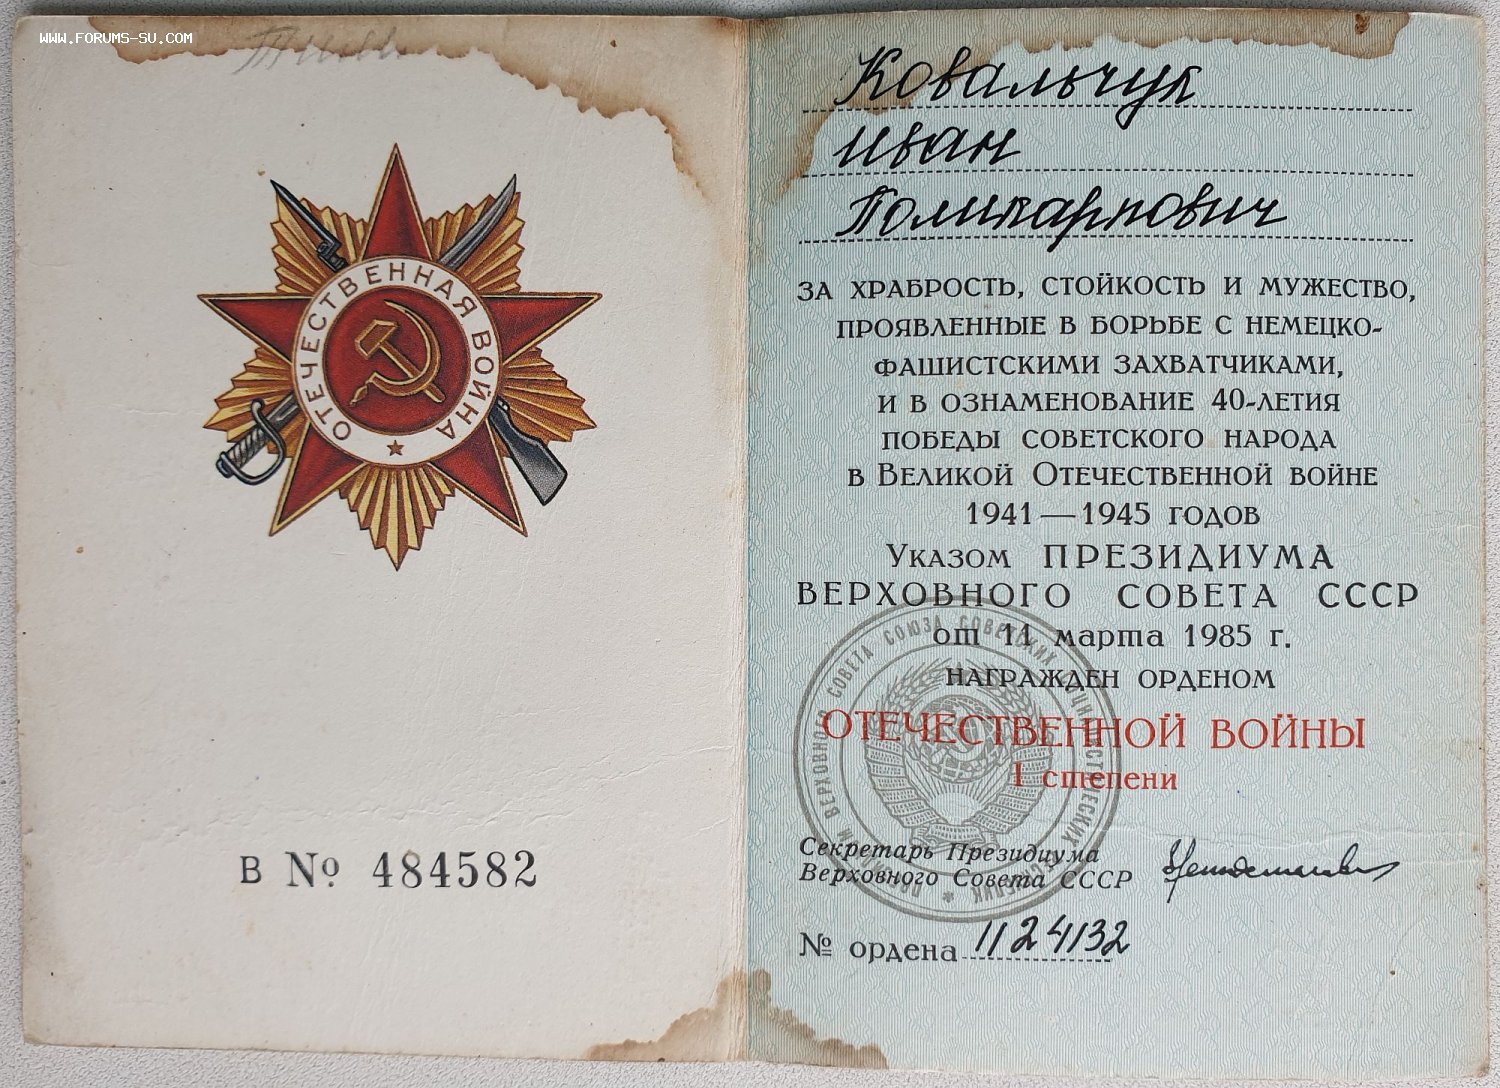 WWW.FORUMS-SU.COM
ОТЕЧЕСТВЕННАЯ ВОЙНА
В № 484582
Ковальчук
Иван
Поликарпович
ЗА ХРАБРОСТЬ, СТОЙКОСТЬ И МУЖЕСТВО,
ПРОЯВЛЕННЫЕ В БОРЬБЕ С НЕМЕЦКО-
ФАШИСТСКИМИ ЗАХВАТЧИКАМИ,
И В ОЗНАМЕНОВАНИЕ 40-ЛЕТИЯ
ПОБЕДЫ СОВЕТСКОГО НАРОДА
В ВЕЛИКОЙ ОТЕЧЕСТВЕННОЙ ВОЙНЕ
1941—1945 ГОДОВ
УКАЗОМ ПРЕЗИДИУМА
ВЕРХОВНОГО СОВЕТА СССР
от 11 марта 1985 г.
НАГРАЖДЕН ОРДЕНОМ
ОТЕЧЕСТВЕННОЙ ВОЙНЫ
I степени
Секретарь Президиума
Верховного Совета СССР
№ ордена 1124132